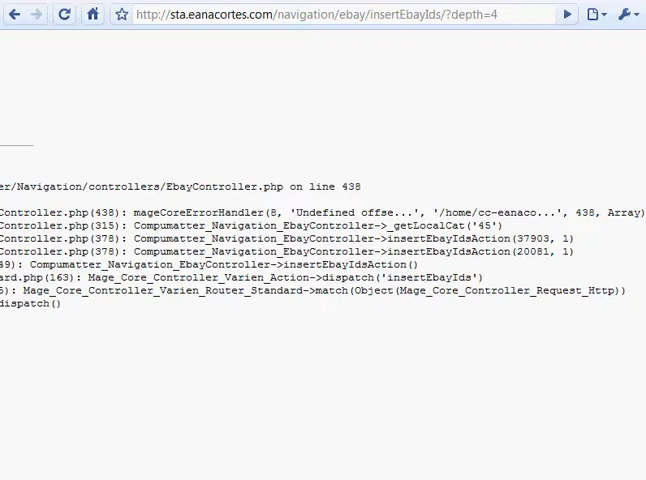 http://sta.eanacortes.com/navigation/ebay/insertEbayIds/?depth=4
er/Navigation/controllers/EbayController.php on line 438
Controller.php(438): mageCoreErrorHandler(8, 'Undefined offse...', '/home/cc-eanaco...', 438, Array)
Controller.php(315): Compumatter_Navigation_EbayController->_getLocalCat('45')
Controller.php(378): Compumatter_Navigation_EbayController->insertEbayIdsAction(37903, 1)
Controller.php(378): Compumatter_Navigation_EbayController->insertEbayIdsAction(20081, 1)
49): Compumatter_Navigation_EbayController->insertEbayIdsAction()
ard.php(163): Mage_Core_Controller_Varien_Action->dispatch('insertEbayIds')
5): Mage_Core_Controller_Varien_Router_Standard->match(Object(Mage_Core_Controller_Request_Http))
dispatch()